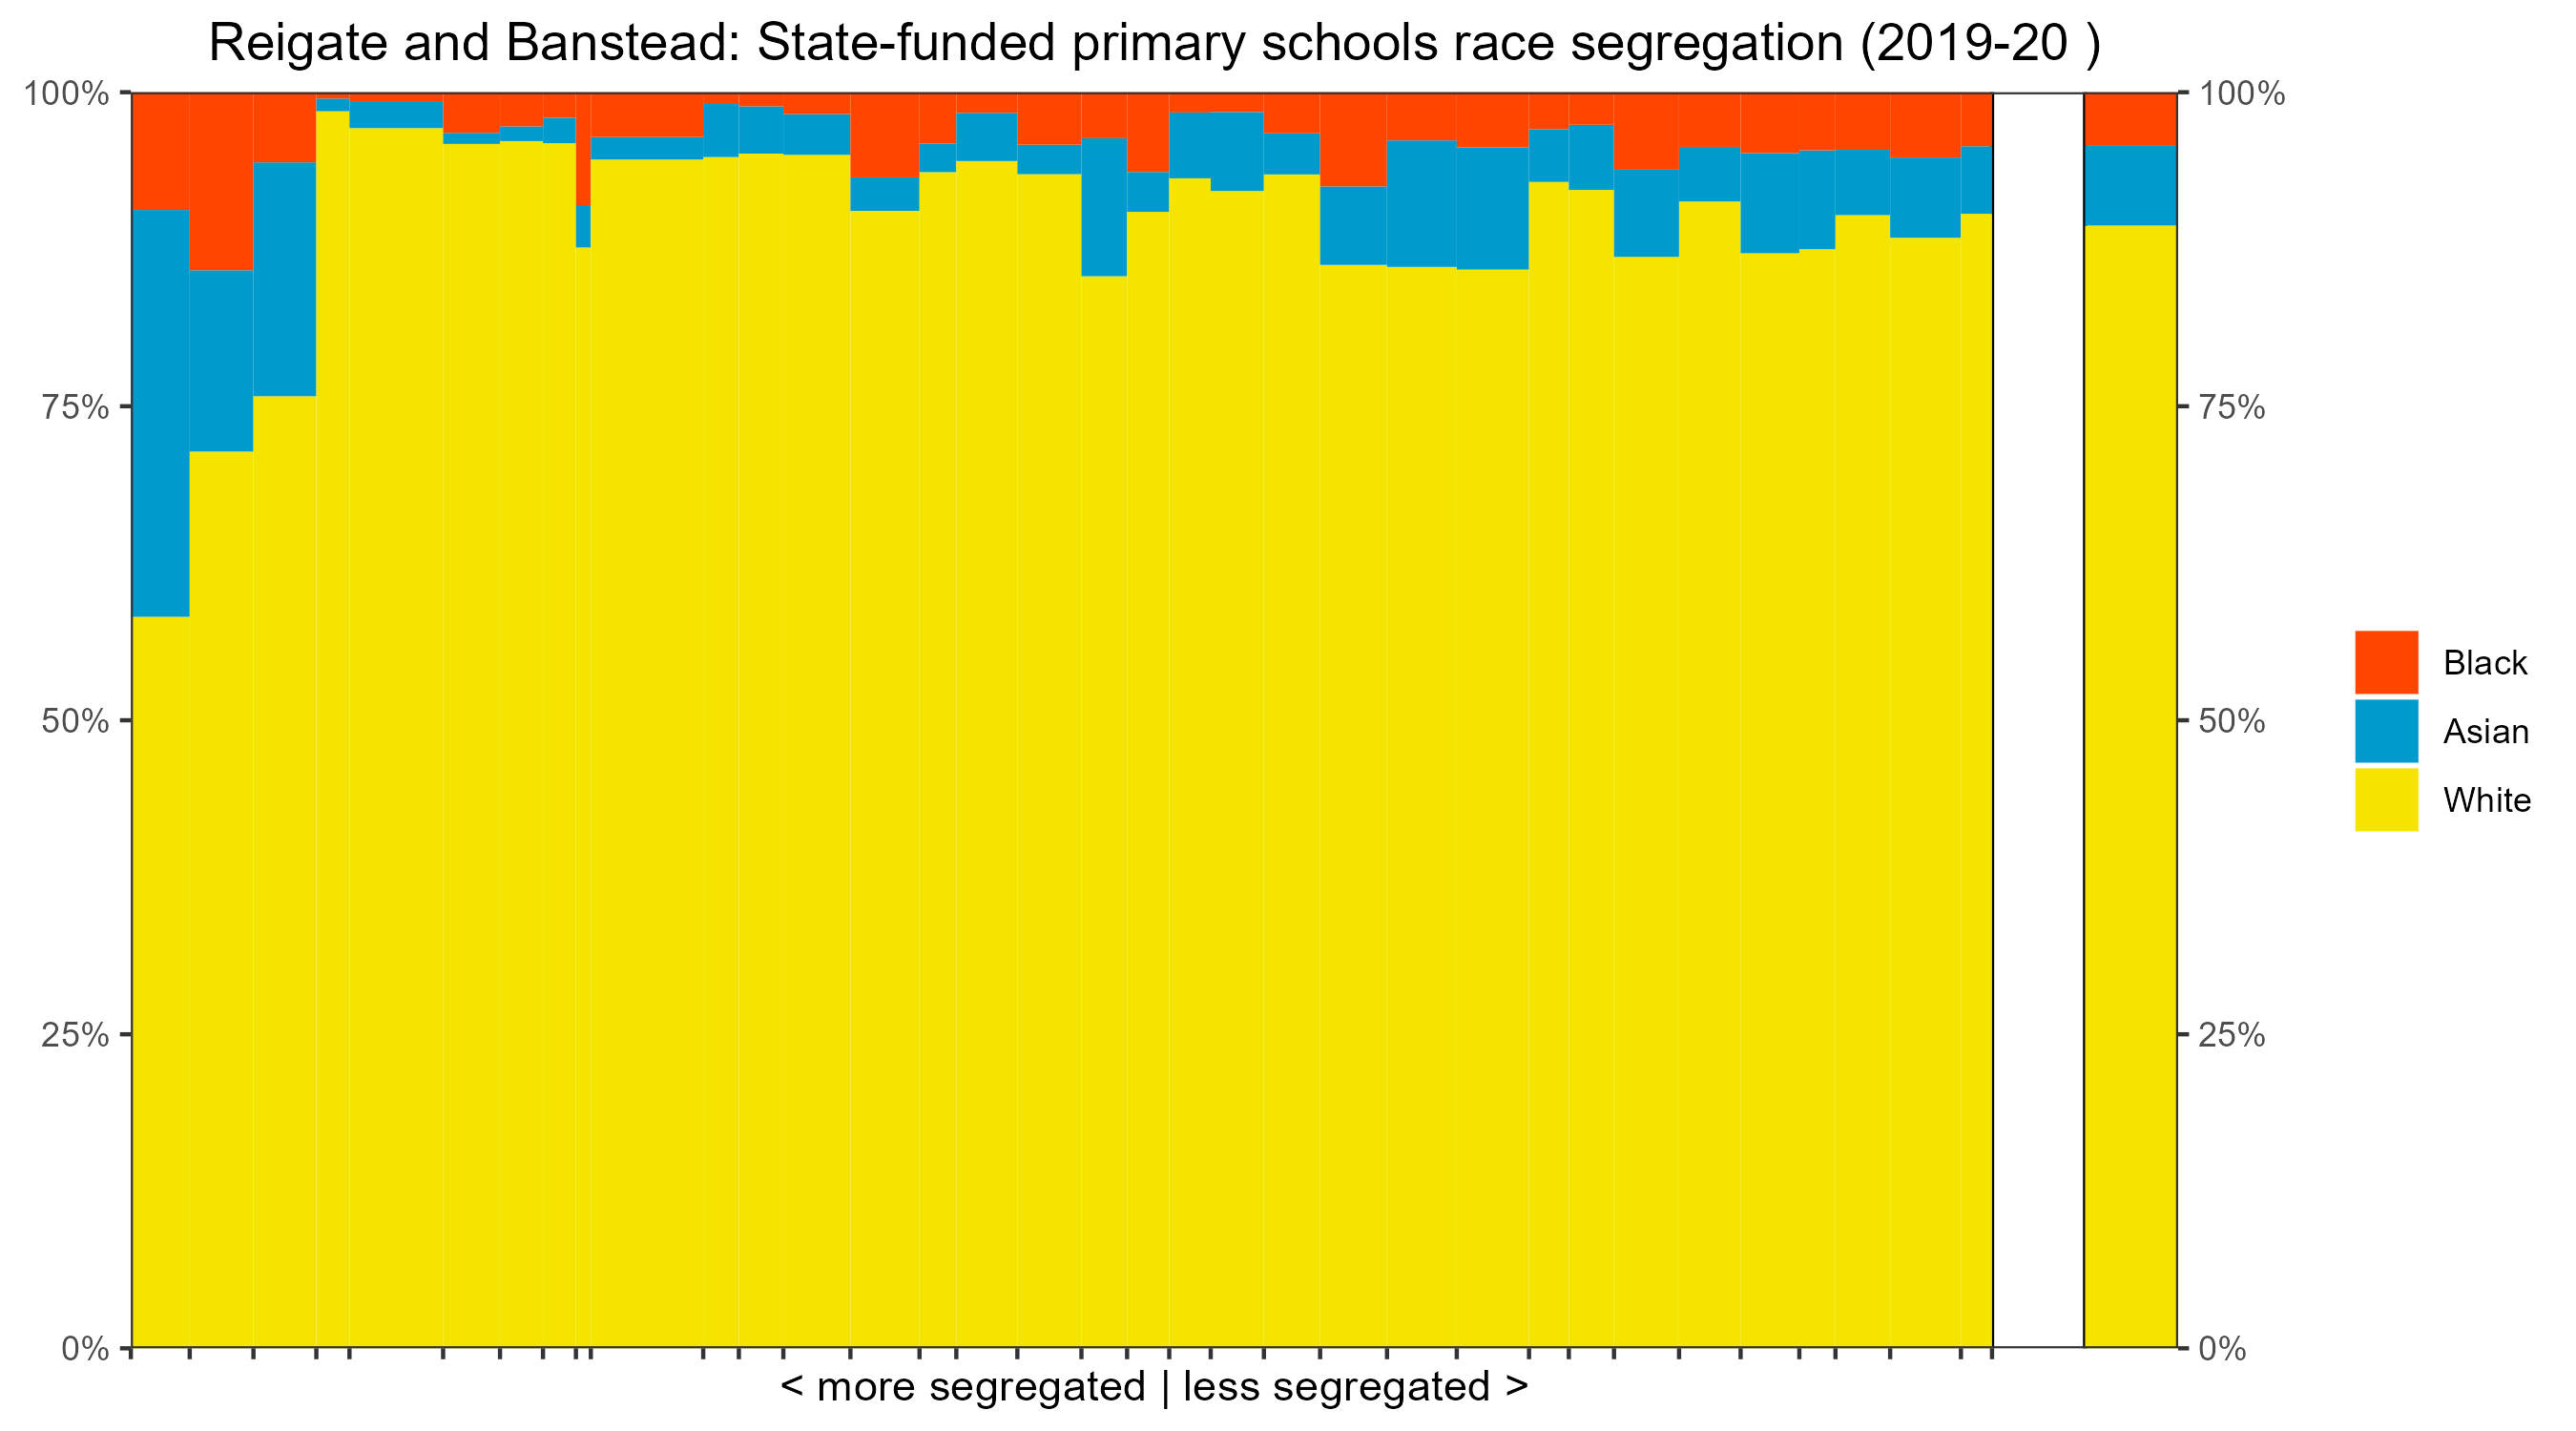 Reigate and Banstead: State-funded primary schools race segregation (2019-20 )
100%
100%
75%
75%
50%
50%
25%
25%
0%
0%
Black
Asian
White
< more segregated | less segregated >